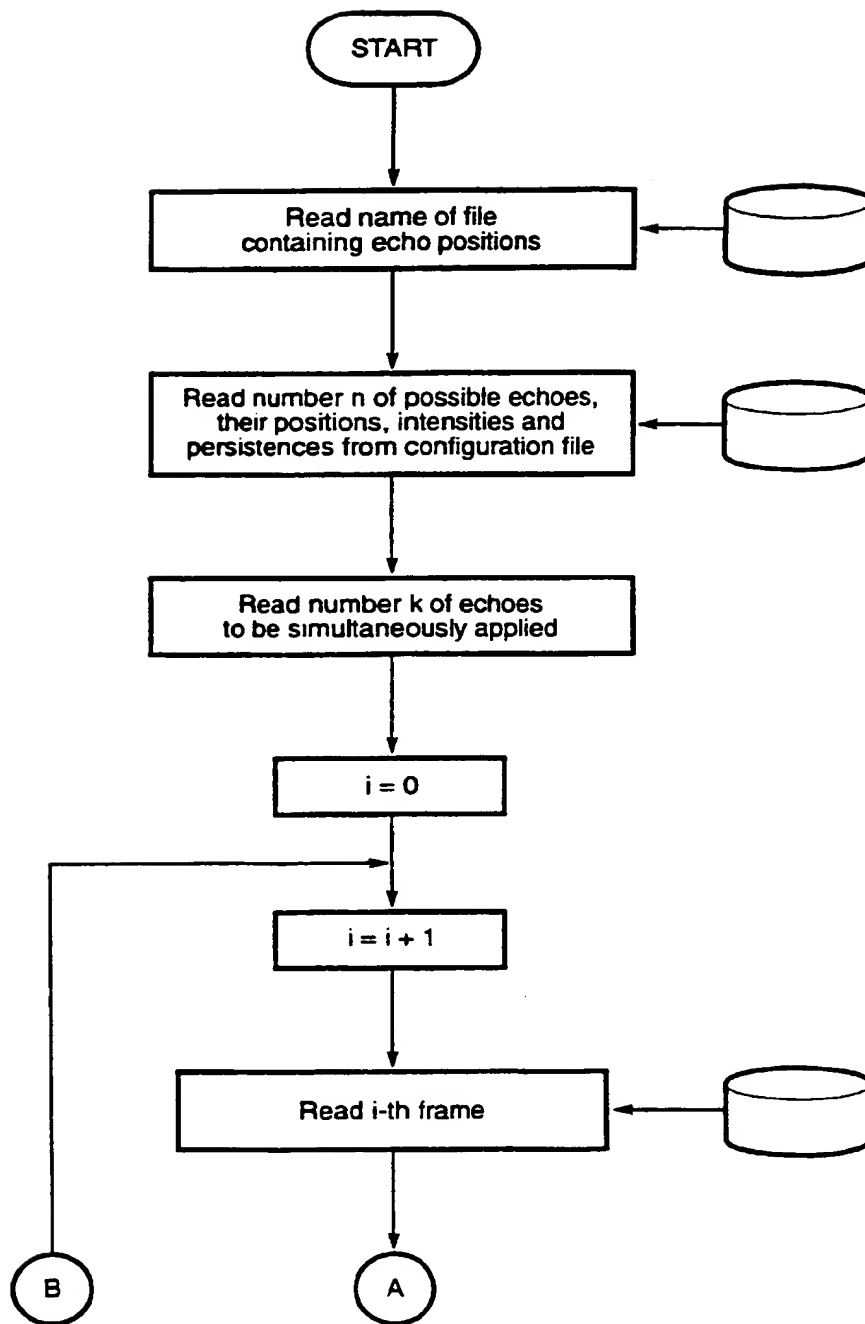 START
Read name of file
containing echo positions
Read number n of possible echoes,
their positions, intensities and
persistences from configuration file
Read number k of echoes
to be simultaneously applied
i = 0
i = i + 1
Read i-th frame
B
A